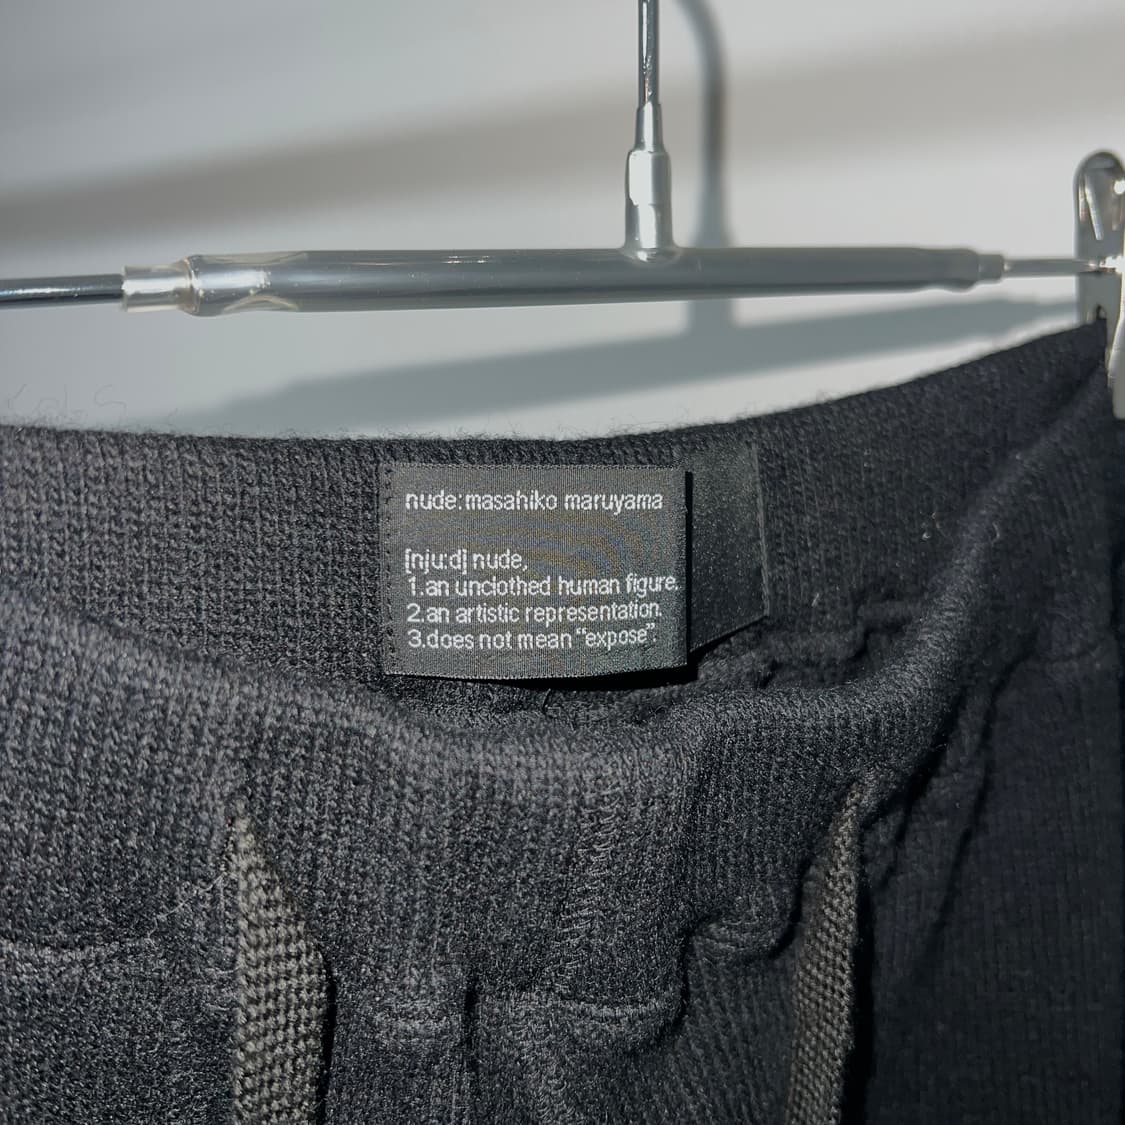 nude:masahiko maruyama
[nju:d] nude,
1.an unclothed human figure.
2.an artistic representation.
3.does not mean “expose”.